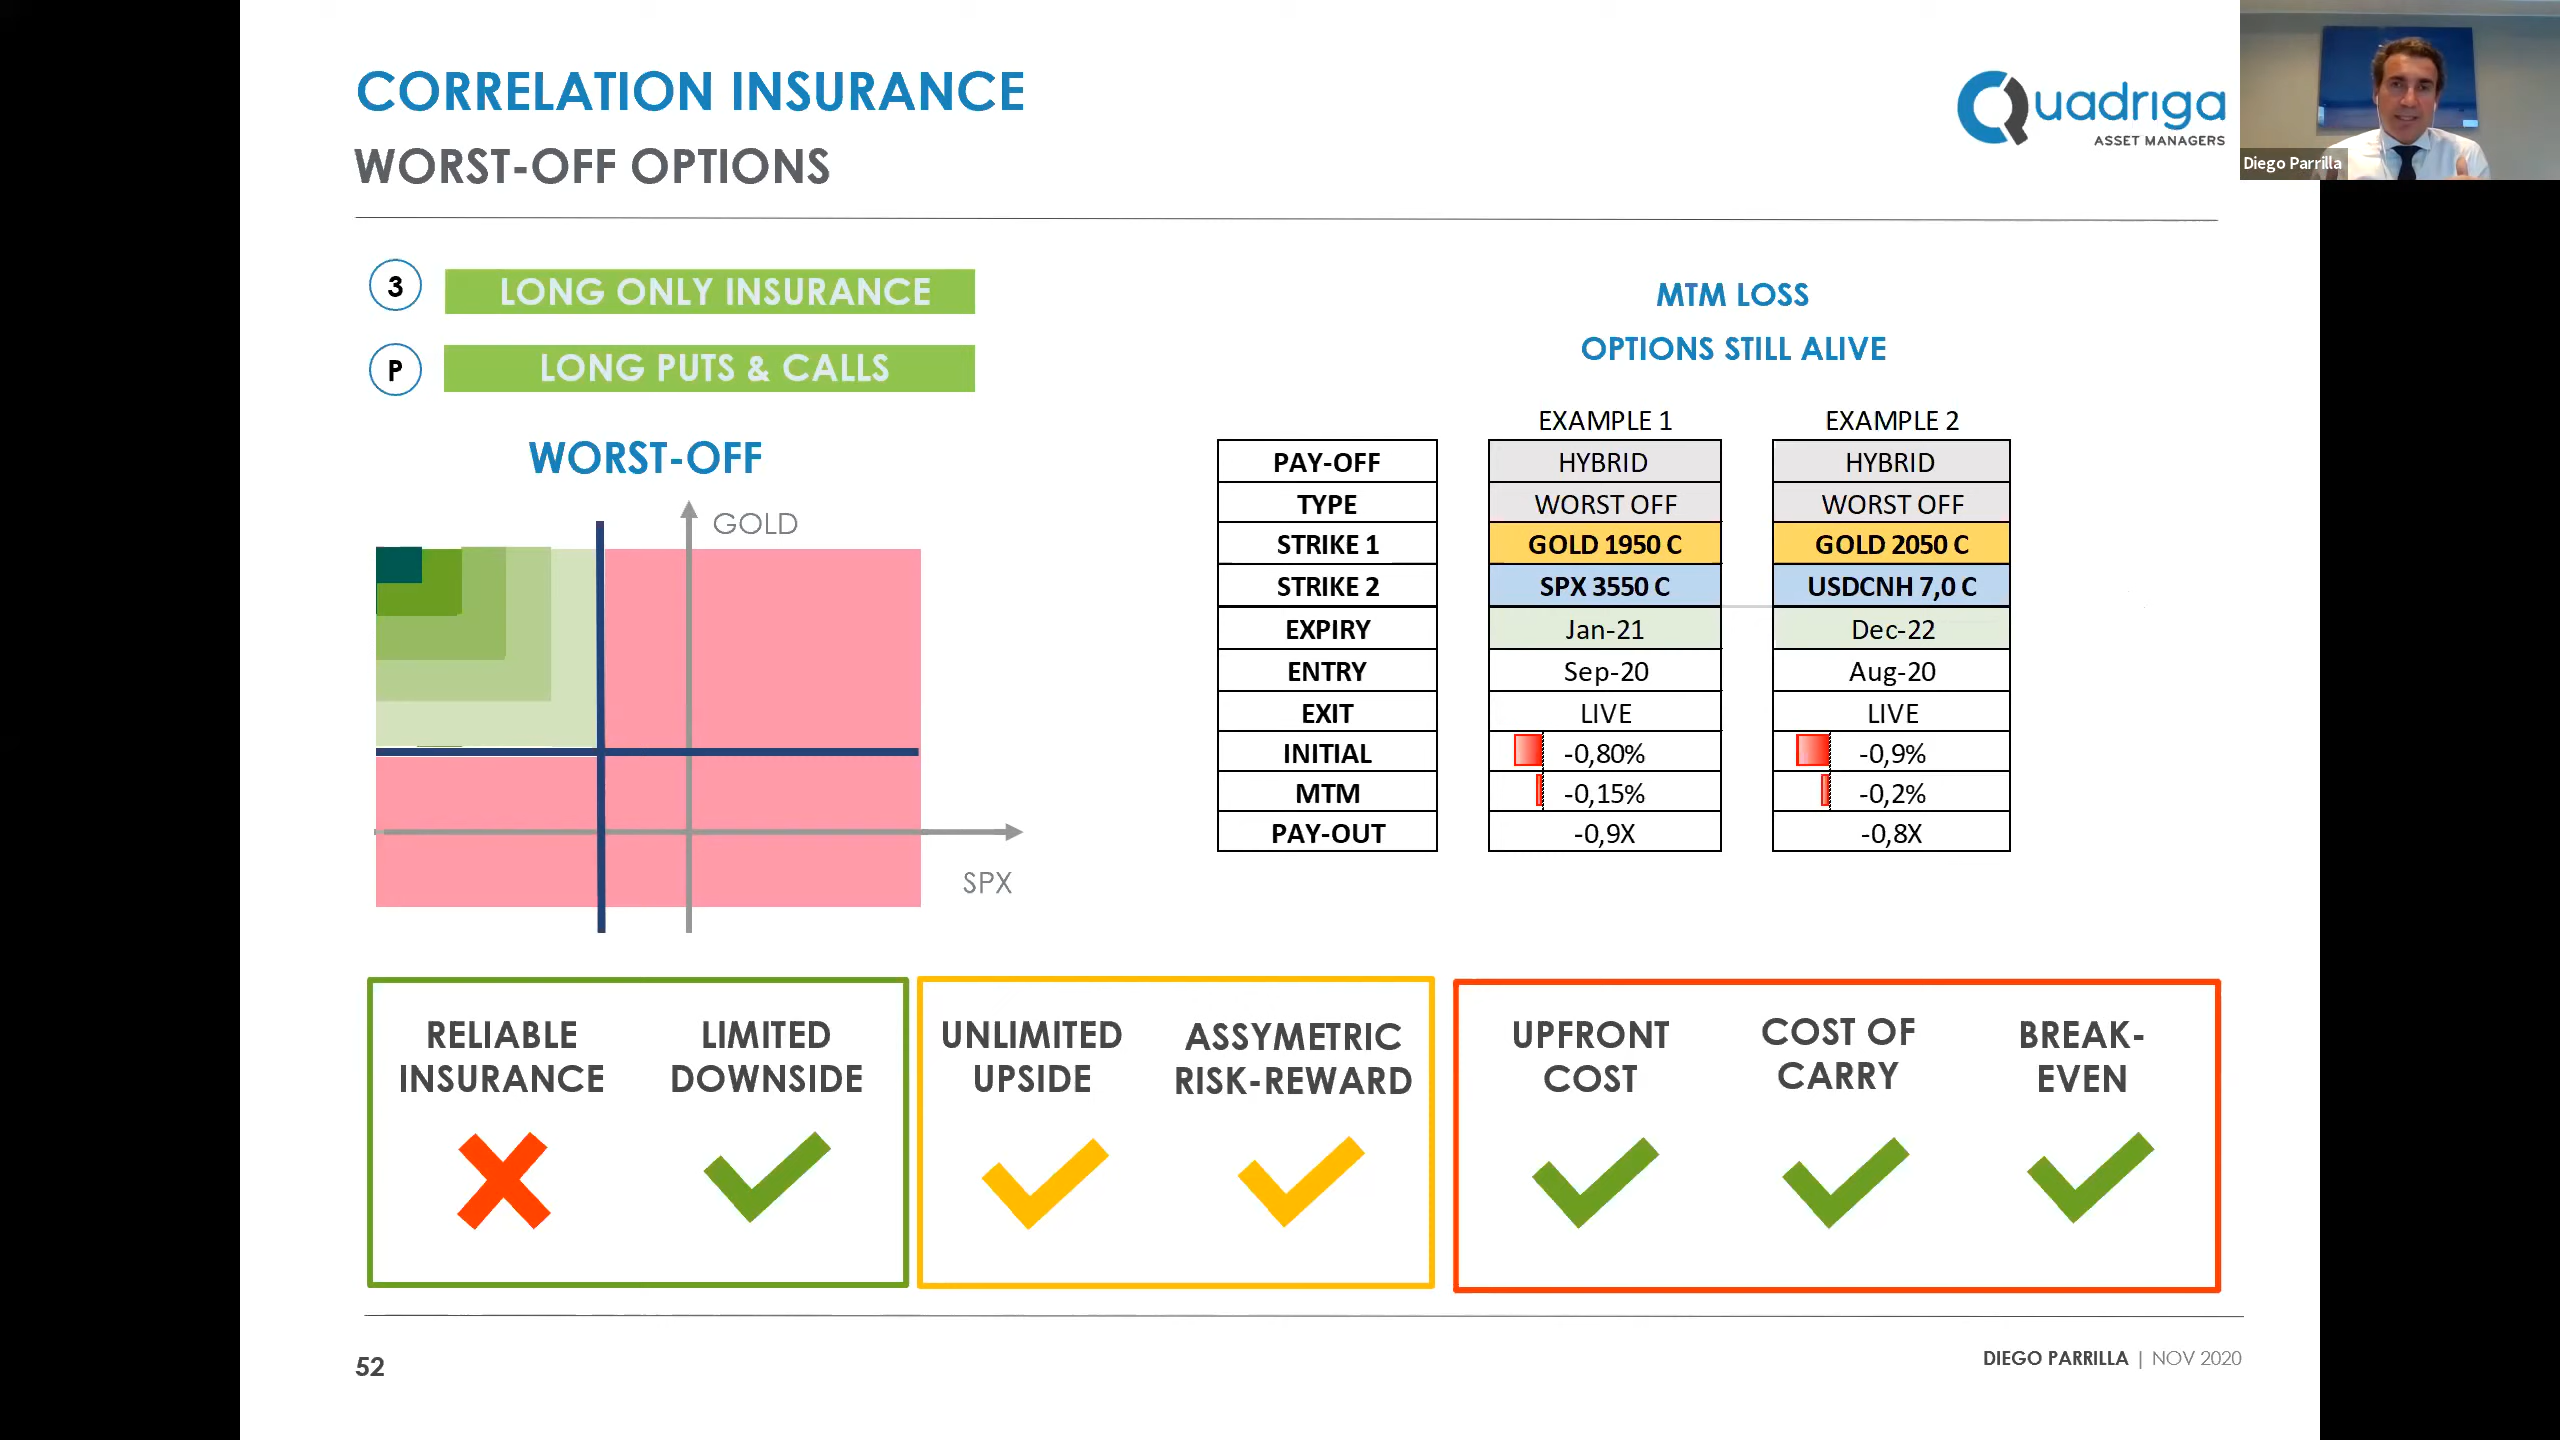 CORRELATION INSURANCE
WORST-OFF OPTIONS
Quadriga
ASSET MANAGERS
Diego Parrilla
3
LONG ONLY INSURANCE
P
LONG PUTS & CALLS
WORST-OFF
GOLD
SPX
MTM LOSS
OPTIONS STILL ALIVE
EXAMPLE 1 EXAMPLE 2
PAY-OFF HYBRID HYBRID
TYPE WORST OFF WORST OFF
STRIKE 1 GOLD 1950 C GOLD 2050 C
STRIKE 2 SPX 3550 C USDCNH 7,0 C
EXPIRY Jan-21 Dec-22
ENTRY Sep-20 Aug-20
EXIT LIVE LIVE
INITIAL -0,80% -0,9%
MTM -0,15% -0,2%
PAY-OUT -0,9X -0,8X
RELIABLE
INSURANCE
LIMITED
DOWNSIDE
UNLIMITED
UPSIDE
ASSYMETRIC
RISK-REWARD
UPFRONT
COST
COST OF
CARRY
BREAK-
EVEN
52
DIEGO PARRILLA | NOV 2020